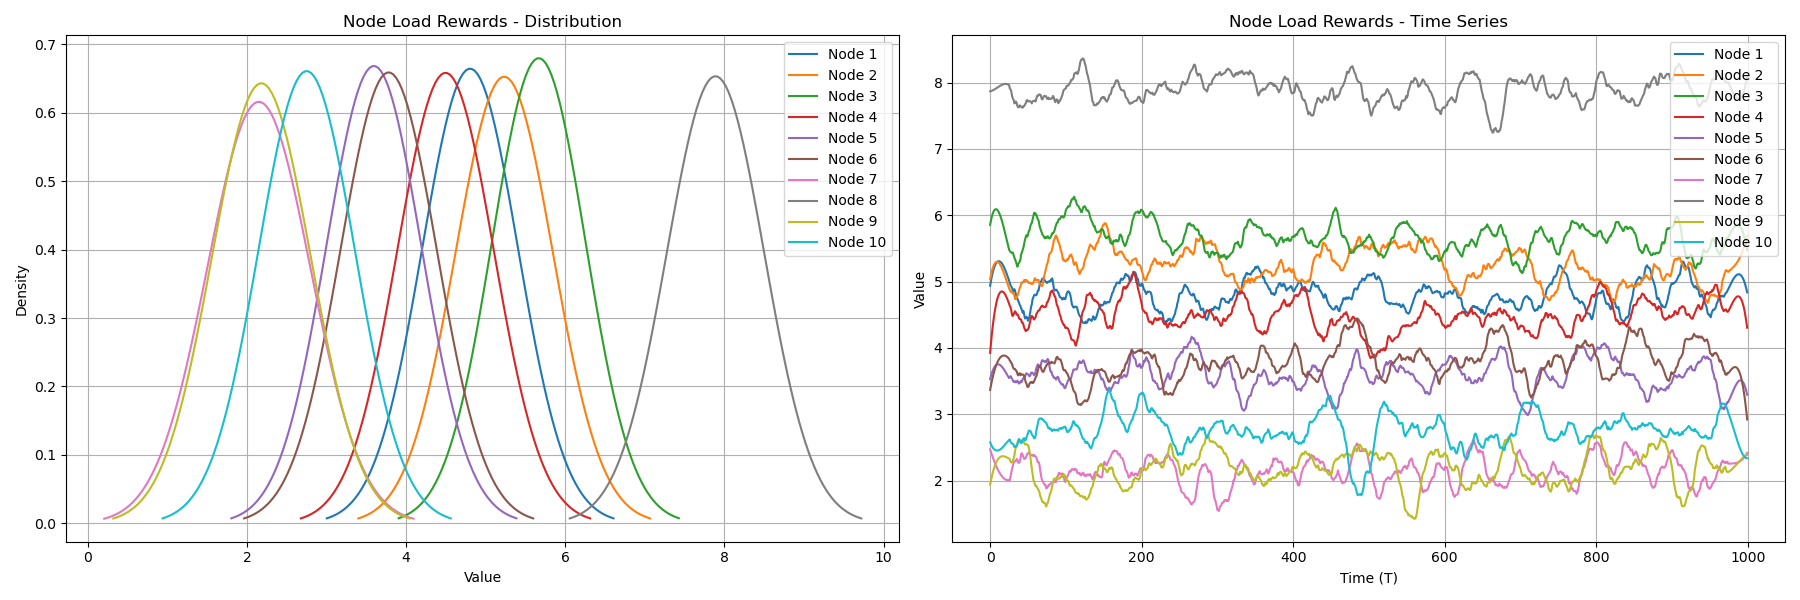 Node Load Rewards - Distribution
Density
0.7
0.6
0.5
0.4
0.3
0.2
0.1
0.0
0
2
4
6
8
10
Value
Node 1
Node 2
Node 3
Node 4
Node 5
Node 6
Node 7
Node 8
Node 9
Node 10
Node Load Rewards - Time Series
Value
8
7
6
5
4
3
2
0
200
400
600
800
1000
Time (T)
Node 1
Node 2
Node 3
Node 4
Node 5
Node 6
Node 7
Node 8
Node 9
Node 10